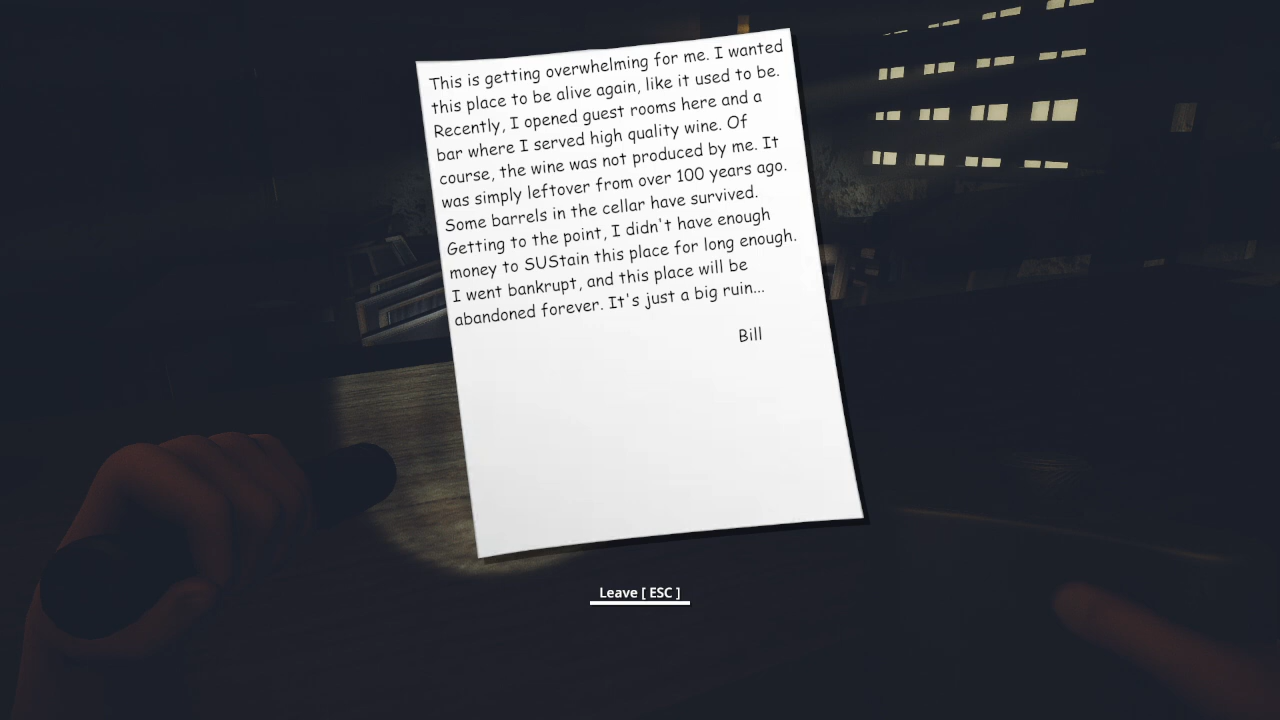 This is getting overwhelming for me. I wanted
this place to be alive again, like it used to be.
Recently, I opened guest rooms here and a
bar where I served high quality wine. Of
course, the wine was not produced by me. It
was simply leftover from over 100 years ago.
Some barrels in the cellar have survived.
Getting to the point, I didn't have enough
money to SUStain this place for long enough.
I went bankrupt, and this place will be
abandoned forever. It's just a big ruin...
Bill
Leave [ ESC ]